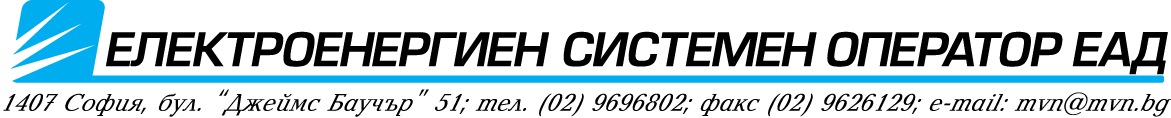 ЕЛЕКТРОЕНЕРГИЕН СИСТЕМЕН ОПЕРАТОР ЕАД
1407 София, бул. “Джеймс Баучър” 51; тел. (02) 9696802; факс (02) 9626129; e-mail: mvn@mvn.bg